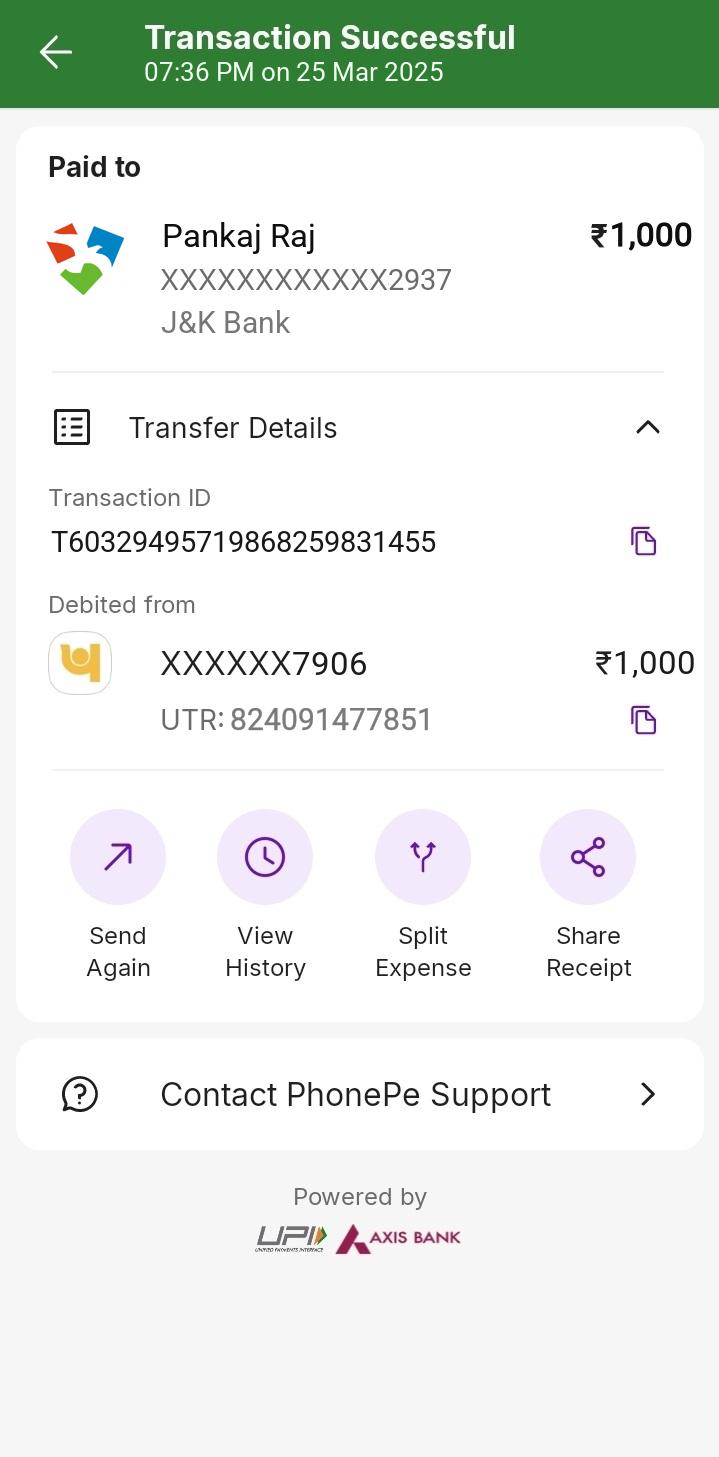 Transaction Successful
07:36 PM on 25 Mar 2025
Paid to
Pankaj Raj
₹1,000
XXXXXXXXXXXX2937
J&K Bank
Transfer Details
Transaction ID
T60329495719868259831455
Debited from
XXXXXX7906
₹1,000
UTR: 824091477851
Send
Again
View
History
Split
Expense
Share
Receipt
Contact PhonePe Support
Powered by
UPI
UNIFIED PAYMENTS INTERFACE
AXIS BANK